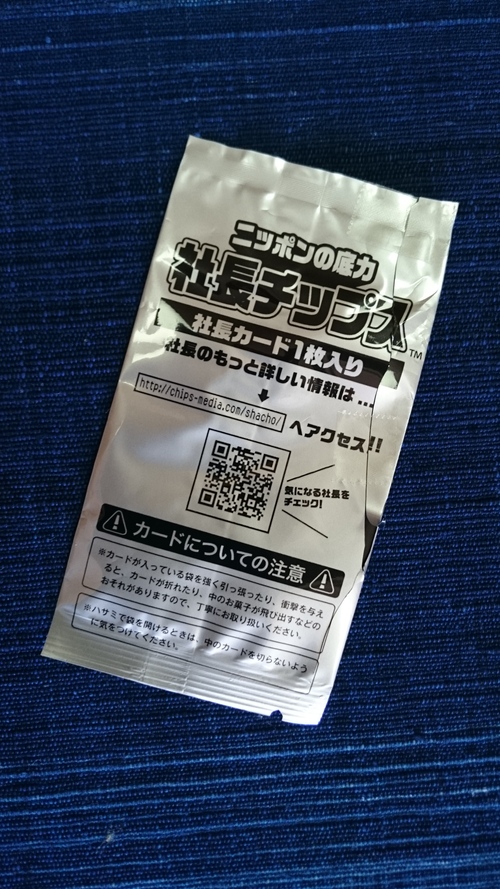 ニッポンの底力
社長チップス
TM
社長カード1枚入り
社長のもっと詳しい情報は...
http://chips-media.com/shacho/
へアクセス!!
気になる社長を
チェック!
カードについての注意
※カードが入っている袋を強く引っ張ったり、衝撃を与え
ると、カードが折れたり、中のお菓子が飛び出すなどの
おそれがありますので、丁寧にお取り扱いください。
※ハサミで袋を開けるときは、中のカードを切らないよう
に気をつけてください。